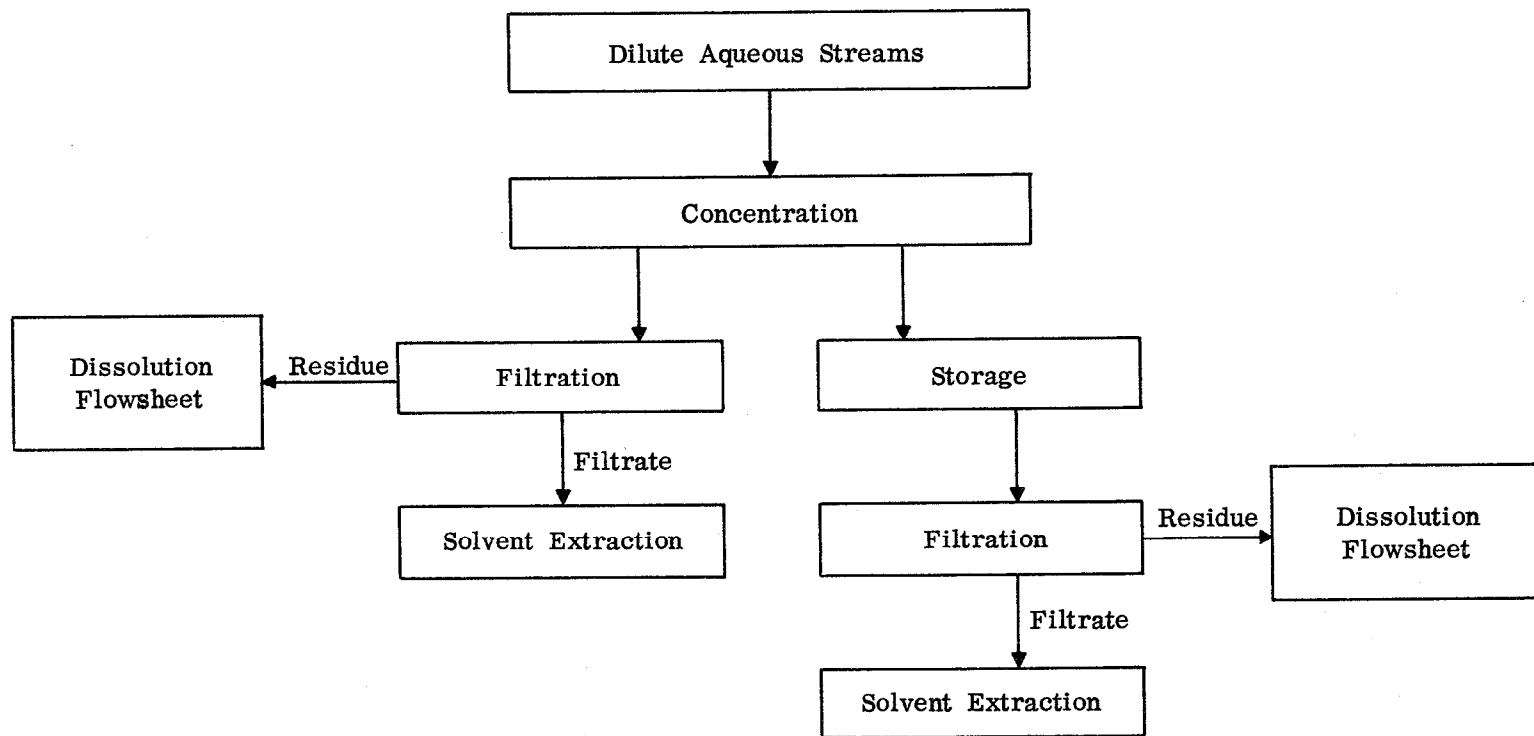 Dilute Aqueous Streams
Concentration
Dissolution
Flowsheet
Residue
Filtration
Filtrate
Solvent Extraction
Storage
Filtration
Residue
Dissolution
Flowsheet
Filtrate
Solvent Extraction